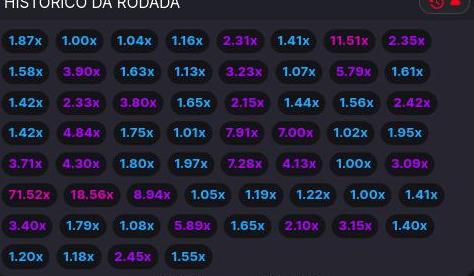 HISTÓRICO DA RODADA
1.87x 1.00x 1.04x 1.16x 2.31x 1.41x 11.51x 2.35x
1.58x 3.90x 1.63x 1.13x 3.23x 1.07x 5.79x 1.61x
1.42x 2.33x 3.80x 1.65x 2.15x 1.44x 1.56x 2.42x
1.42x 4.84x 1.75x 1.01x 7.91x 7.00x 1.02x 1.95x
3.71x 4.30x 1.80x 1.97x 7.28x 4.13x 1.00x 3.09x
71.52x 18.56x 8.94x 1.05x 1.19x 1.22x 1.00x 1.41x
3.40x 1.79x 1.08x 5.89x 1.65x 2.10x 3.15x 1.40x
1.20x 1.18x 2.45x 1.55x